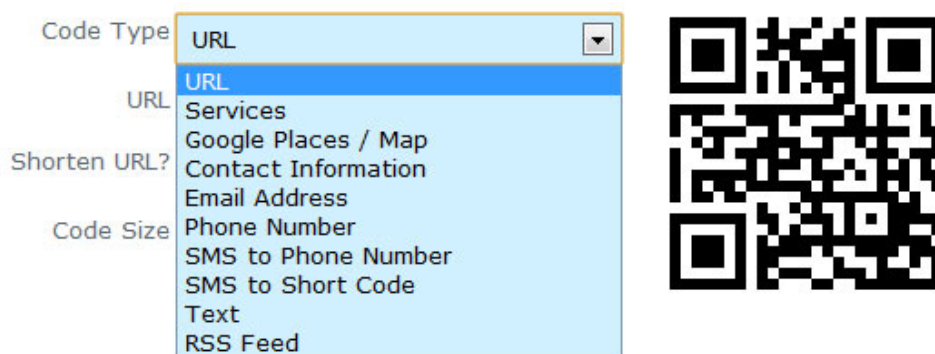 Code Type URL
URL
URL
Services
Google Places / Map
Shorten URL?
Contact Information
Email Address
Code Size
Phone Number
SMS to Phone Number
SMS to Short Code
Text
RSS Feed